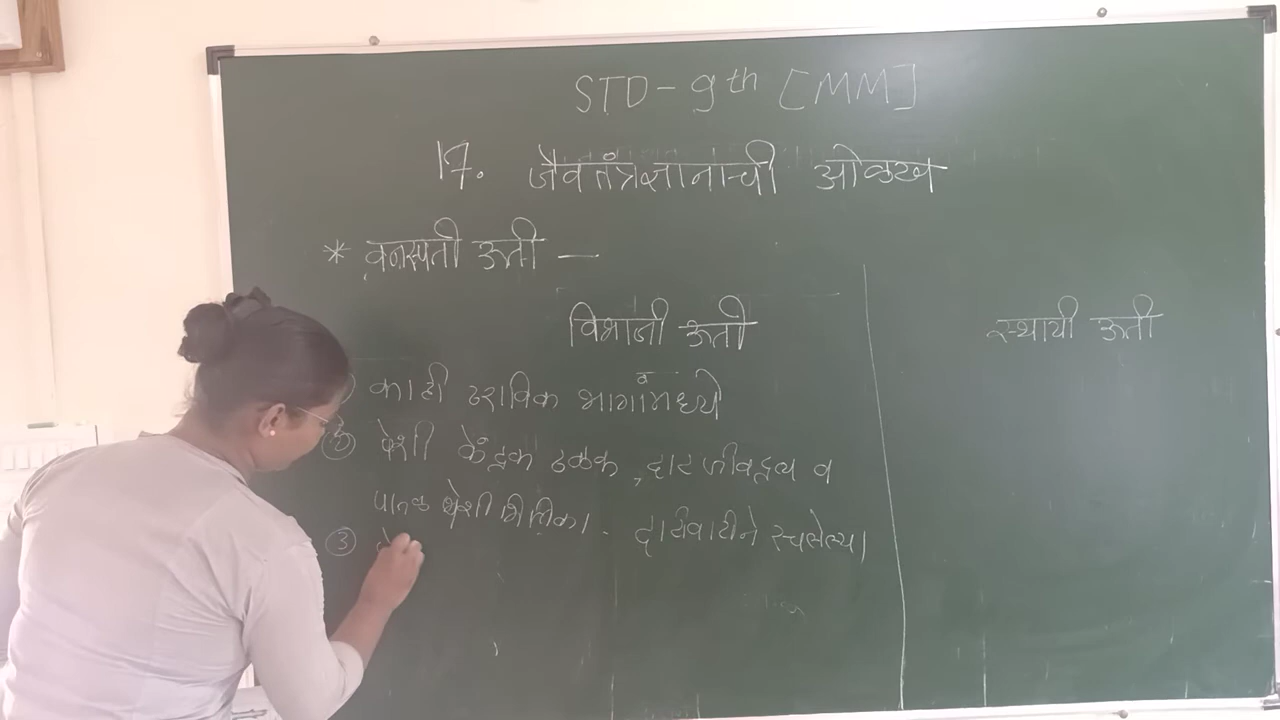 STD - 9th [MM]
17. जैवतंत्रज्ञानाची ओळख
* वनस्पती ऊती —
विभाजी ऊती
स्थायी ऊती
काही ठराविक भागांमध्ये
② पेशी केंद्रक ठळक, दाट जीवद्रव्य व
पातळ पेशीभित्तिका. दाटीवाटीने रचलेल्या
③